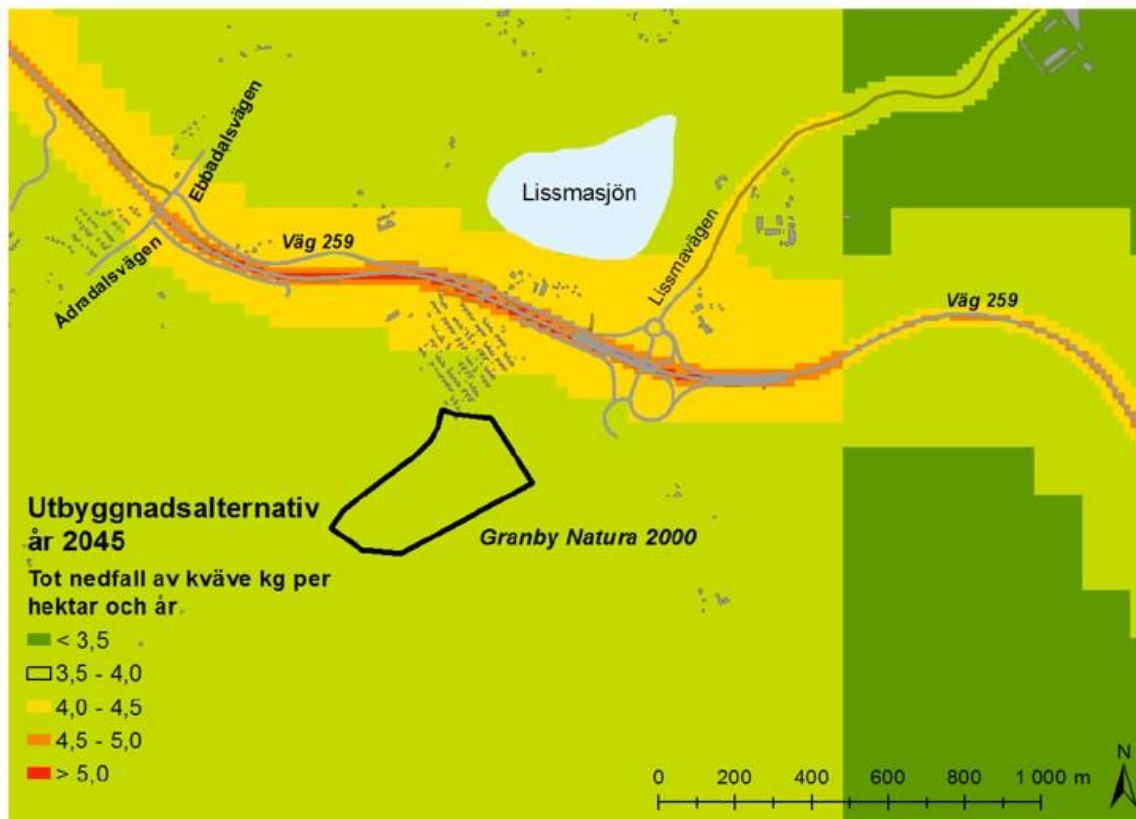 Ebbadalsvägen
Lissmasjön
Väg 259
Lissmavägen
Ådradalsvägen
Väg 259
Granby Natura 2000
Utbyggnadsalternativ
år 2045
Tot nedfall av kväve kg per
hektar och år
< 3,5
3,5 - 4,0
4,0 - 4,5
4,5 - 5,0
> 5,0
N
0 200 400 600 800 1 000 m